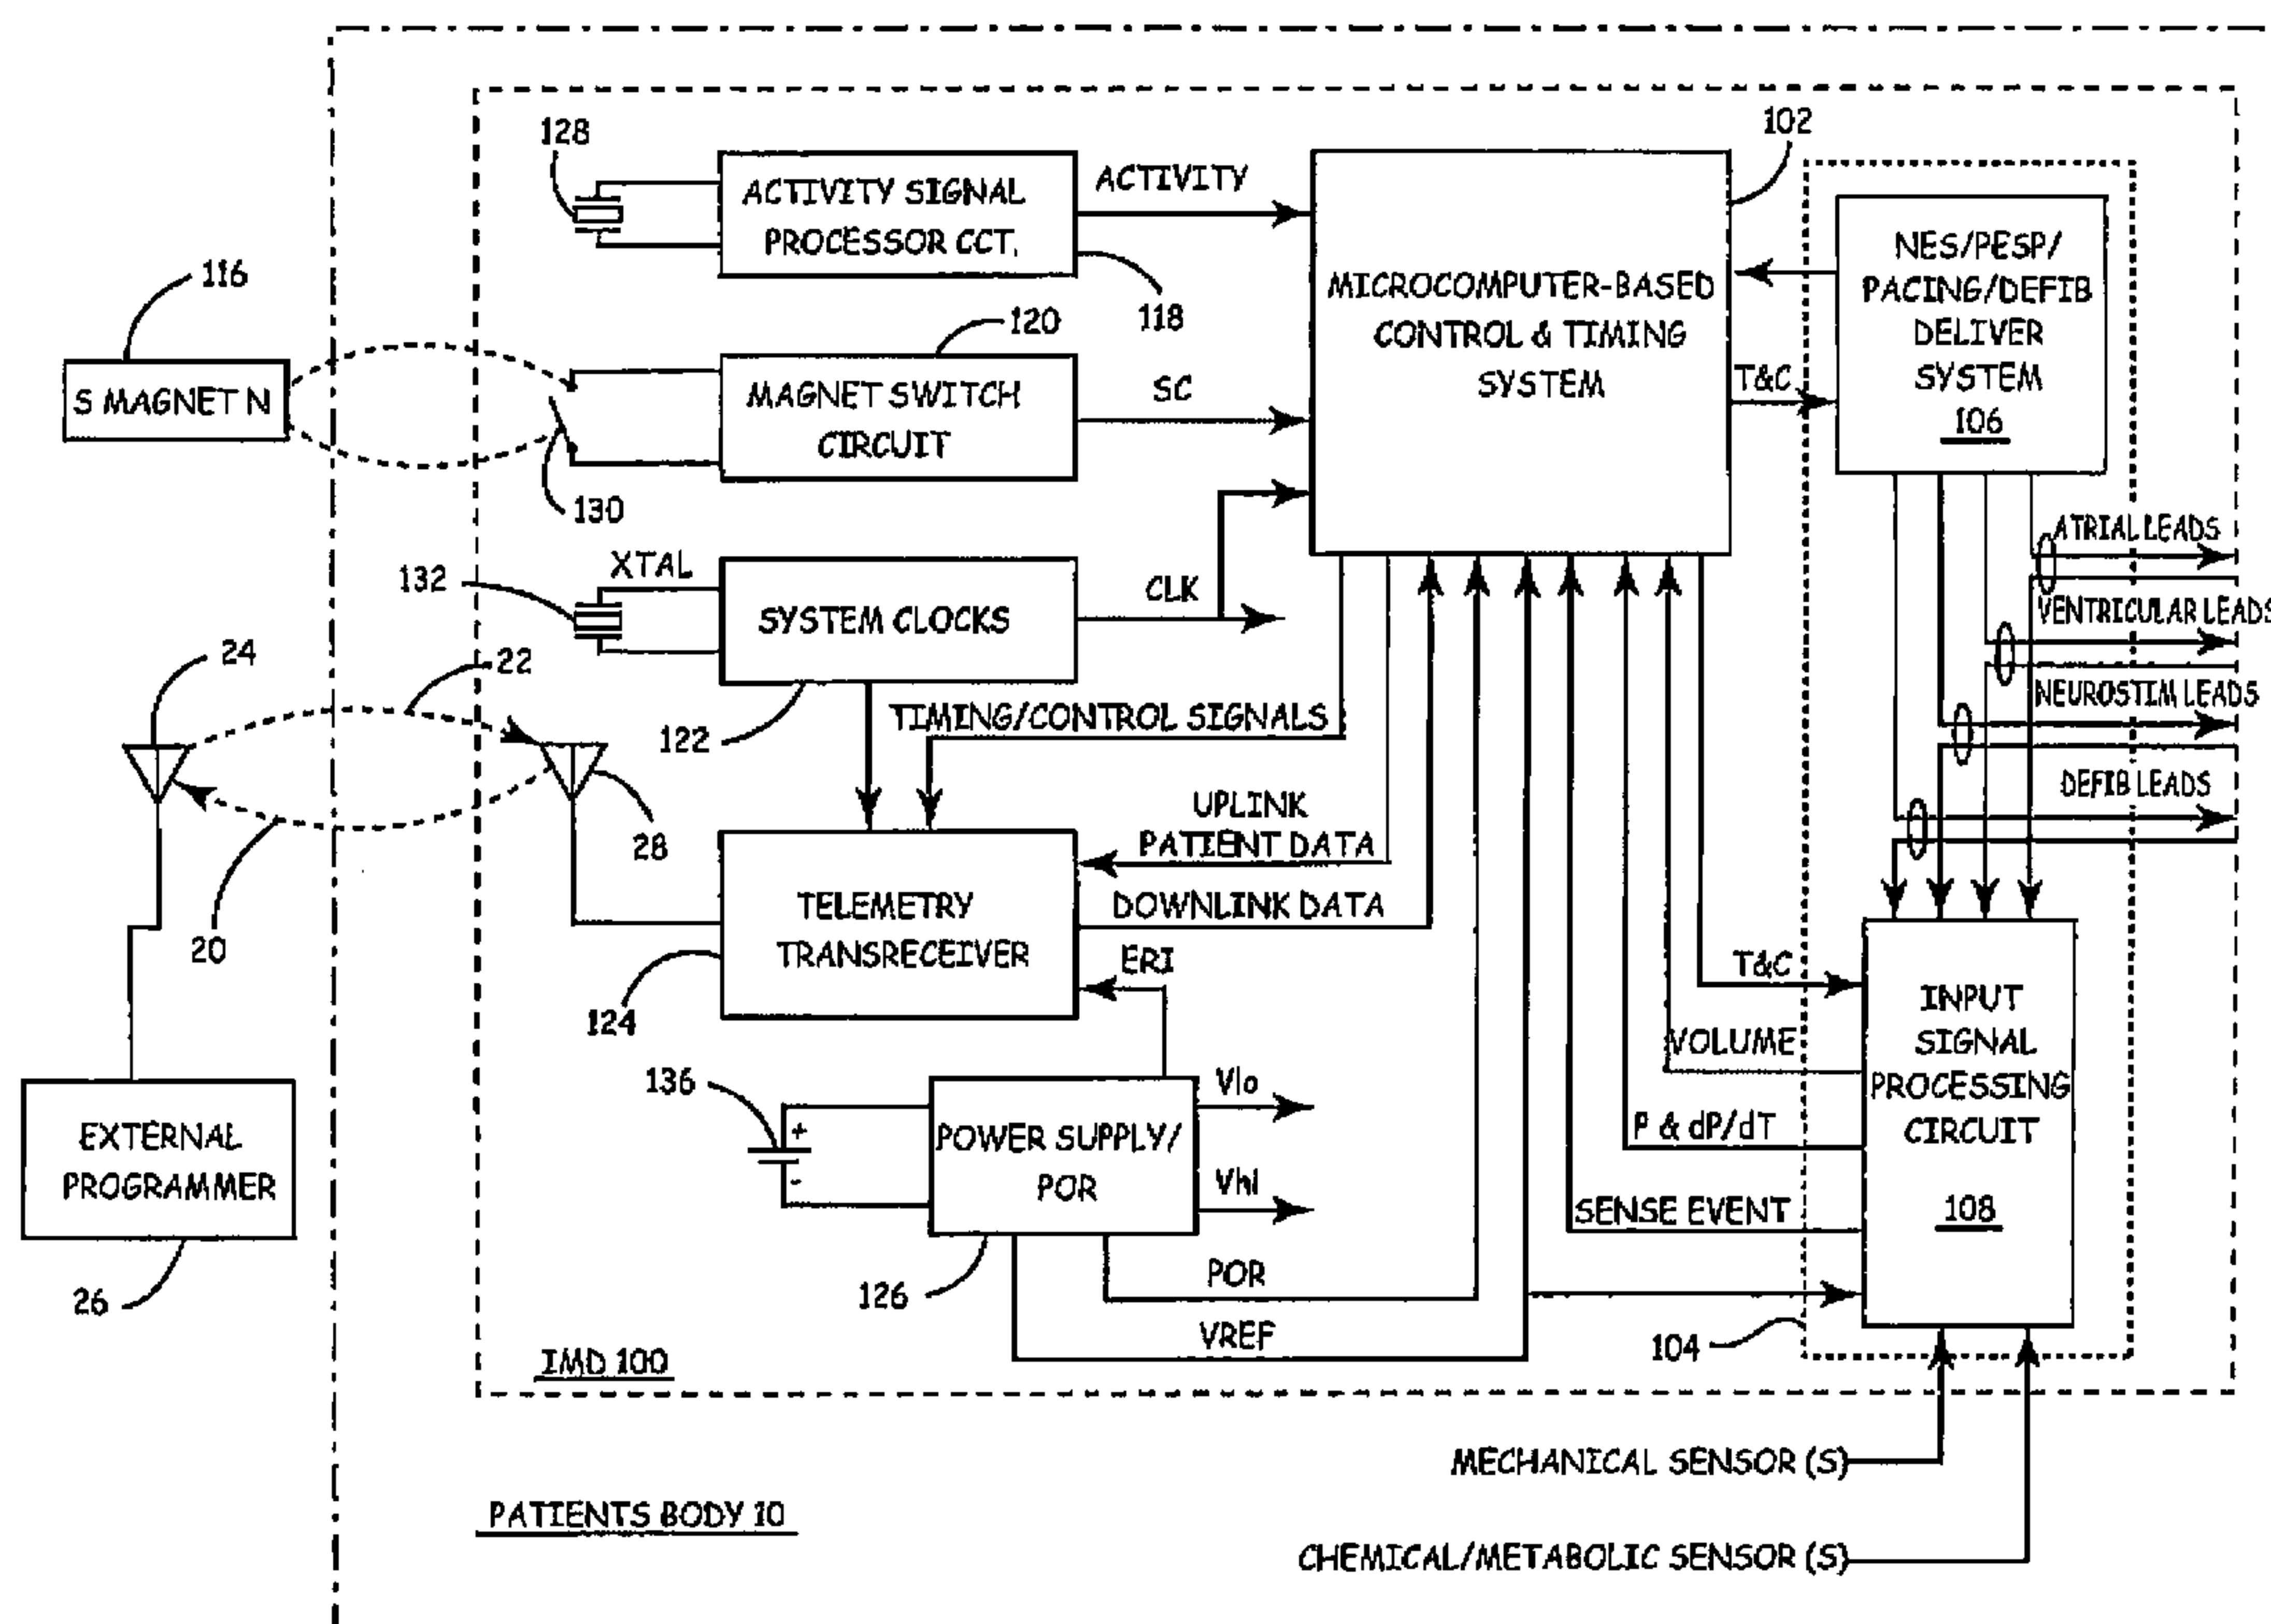 128
ACTIVITY SIGNAL
PROCESSOR CCT.
ACTIVITY
118
102
MICROCOMPUTER-BASED
CONTROL & TIMING
SYSTEM
NES/PESP/
PACING/DEFIB
DELIVER
SYSTEM
106
T&C
116
S MAGNET N
120
MAGNET SWITCH
CIRCUIT
SC
130
132
XTAL
SYSTEM CLOCKS
CLK
122
ATRIAL LEADS
VENTRICULAR LEADS
NEUROSTIM LEADS
DEFIB LEADS
24
22
28
20
TIMING/CONTROL SIGNALS
UPLINK
PATIENT DATA
DOWNLINK DATA
TELEMETRY
TRANSRECEIVER
ERI
124
T&C
VOLUME
P & dP/dT
SENSE EVENT
INPUT
SIGNAL
PROCESSING
CIRCUIT
108
136
+
-
POWER SUPPLY/
POR
Vlo
Vhi
126
POR
VREF
104
EXTERNAL
PROGRAMMER
26
IMD 100
MECHANICAL SENSOR (S)
PATIENTS BODY 10
CHEMICAL/METABOLIC SENSOR (S)